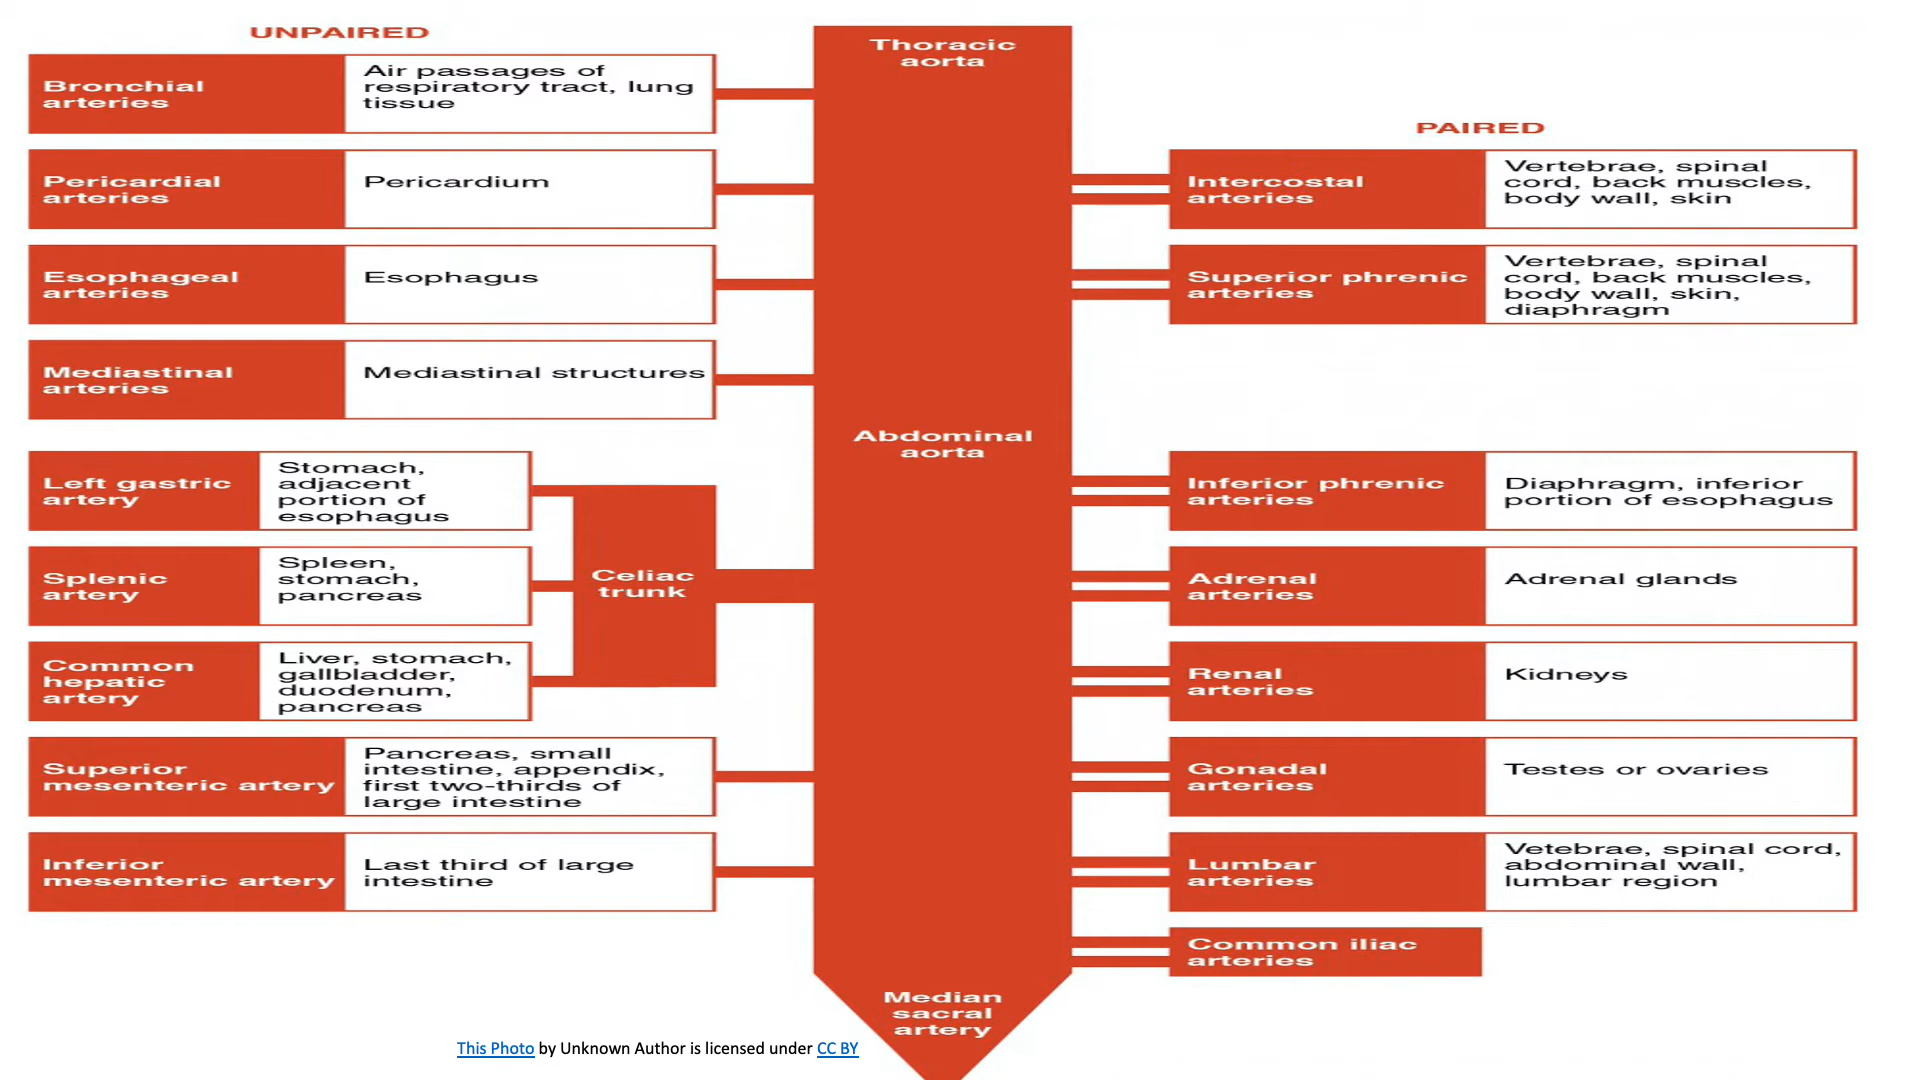 UNPAIRED
Thoracic
aorta
Bronchial
arteries
Air passages of
respiratory tract, lung
tissue
PAIRED
Pericardial
arteries
Pericardium
Intercostal
arteries
Vertebrae, spinal
cord, back muscles,
body wall, skin
Esophageal
arteries
Esophagus
Superior phrenic
arteries
Vertebrae, spinal
cord, back muscles,
body wall, skin,
diaphragm
Mediastinal
arteries
Mediastinal structures
Abdominal
aorta
Left gastric
artery
Stomach,
adjacent
portion of
esophagus
Inferior phrenic
arteries
Diaphragm, inferior
portion of esophagus
Splenic
artery
Spleen,
stomach,
pancreas
Celiac
trunk
Adrenal
arteries
Adrenal glands
Common
hepatic
artery
Liver, stomach,
gallbladder,
duodenum,
pancreas
Renal
arteries
Kidneys
Superior
mesenteric artery
Pancreas, small
intestine, appendix,
first two-thirds of
large intestine
Gonadal
arteries
Testes or ovaries
Inferior
mesenteric artery
Last third of large
intestine
Lumbar
arteries
Vetebrae, spinal cord,
abdominal wall,
lumbar region
Common iliac
arteries
Median
sacral
artery
This Photo by Unknown Author is licensed under CC BY